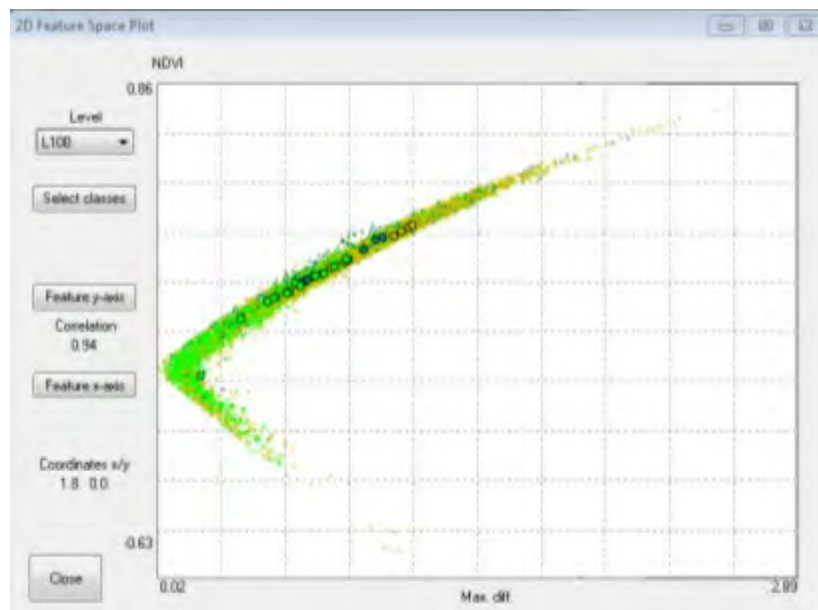 2D Feature Space Plot
NDVI
0.86
Level
L100
Select classes
Feature y-axis
Correlation
0.94
Feature x-axis
Coordinates x/y
1.8 0.0
0.63
Close
0.02
Max. diff.
2.89